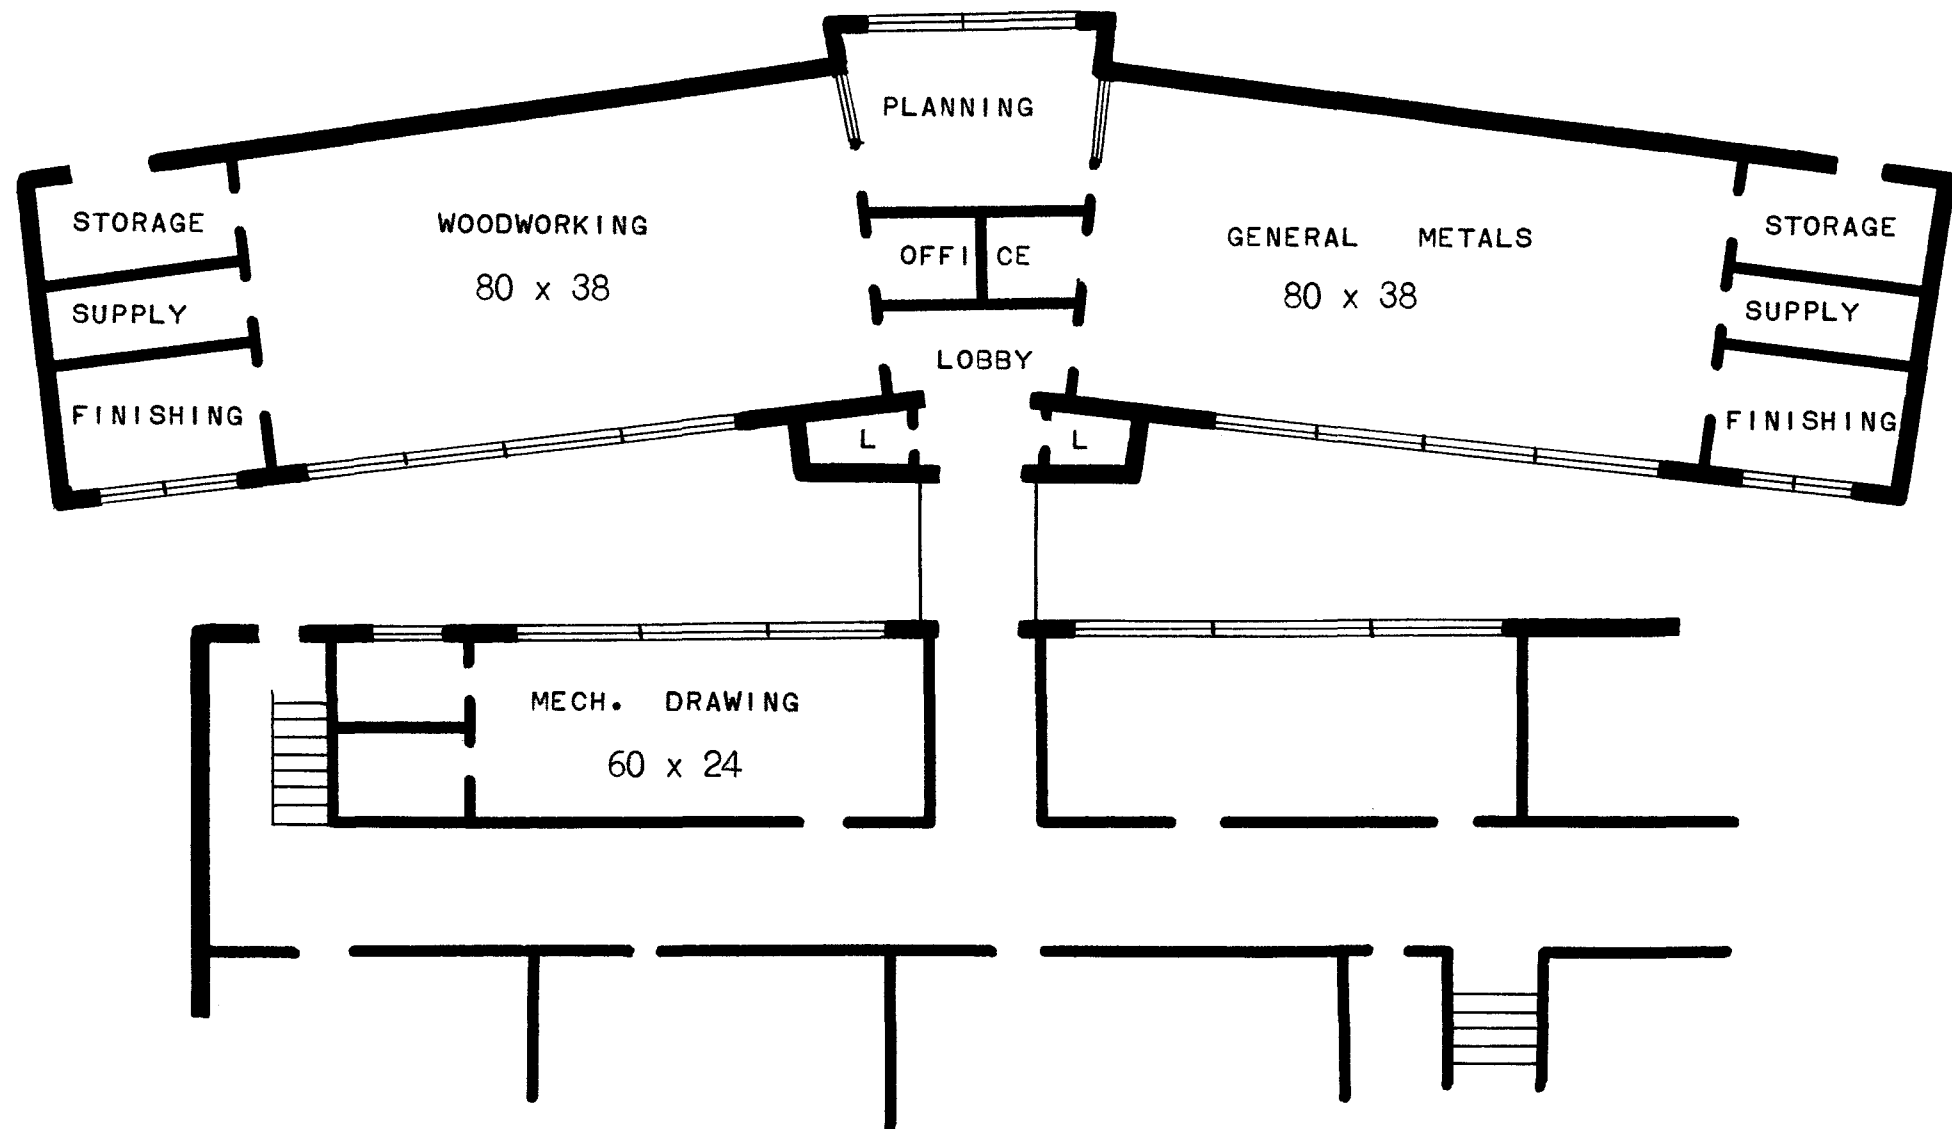 PLANNING
STORAGE
WOODWORKING
80 x 38
OFFICE
GENERAL METALS
80 x 38
STORAGE
SUPPLY
SUPPLY
LOBBY
FINISHING
L
L
FINISHING
MECH. DRAWING
60 x 24